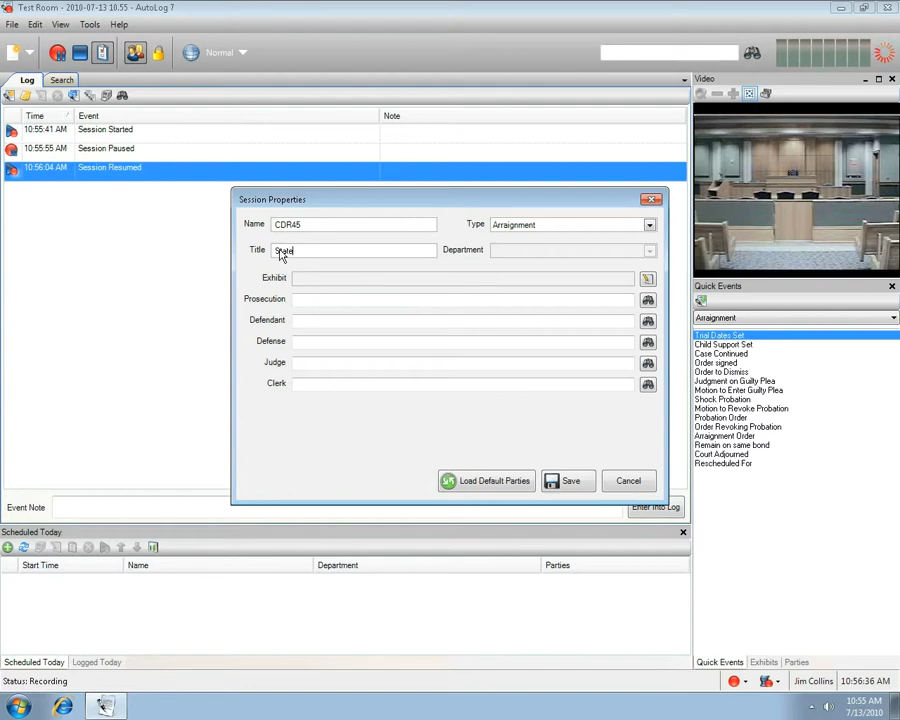 Test Room - 2010-07-13 10.55 - AutoLog 7
File Edit View Tools Help
Normal
Log Search
Time Event Note
10:55:41 AM Session Started
10:55:55 AM Session Paused
10:56:04 AM Session Resumed
Session Properties
Name CDR45 Type Arraignment
Title State Department
Exhibit
Prosecution
Defendant
Defense
Judge
Clerk
Load Default Parties Save Cancel
Event Note Enter Into Log
Video
Quick Events
Arraignment
Trial Dates Set
Child Support Set
Case Continued
Order signed
Order to Dismiss
Judgment on Guilty Plea
Motion to Enter Guilty Plea
Shock Probation
Motion to Revoke Probation
Probation Order
Order Revoking Probation
Arraignment Order
Remain on same bond
Court Adjourned
Rescheduled For
Scheduled Today
Start Time Name Department Parties
Scheduled Today Logged Today
Quick Events Exhibits Parties
Status: Recording
Jim Collins 10:56:36 AM
10:55 AM
7/13/2010